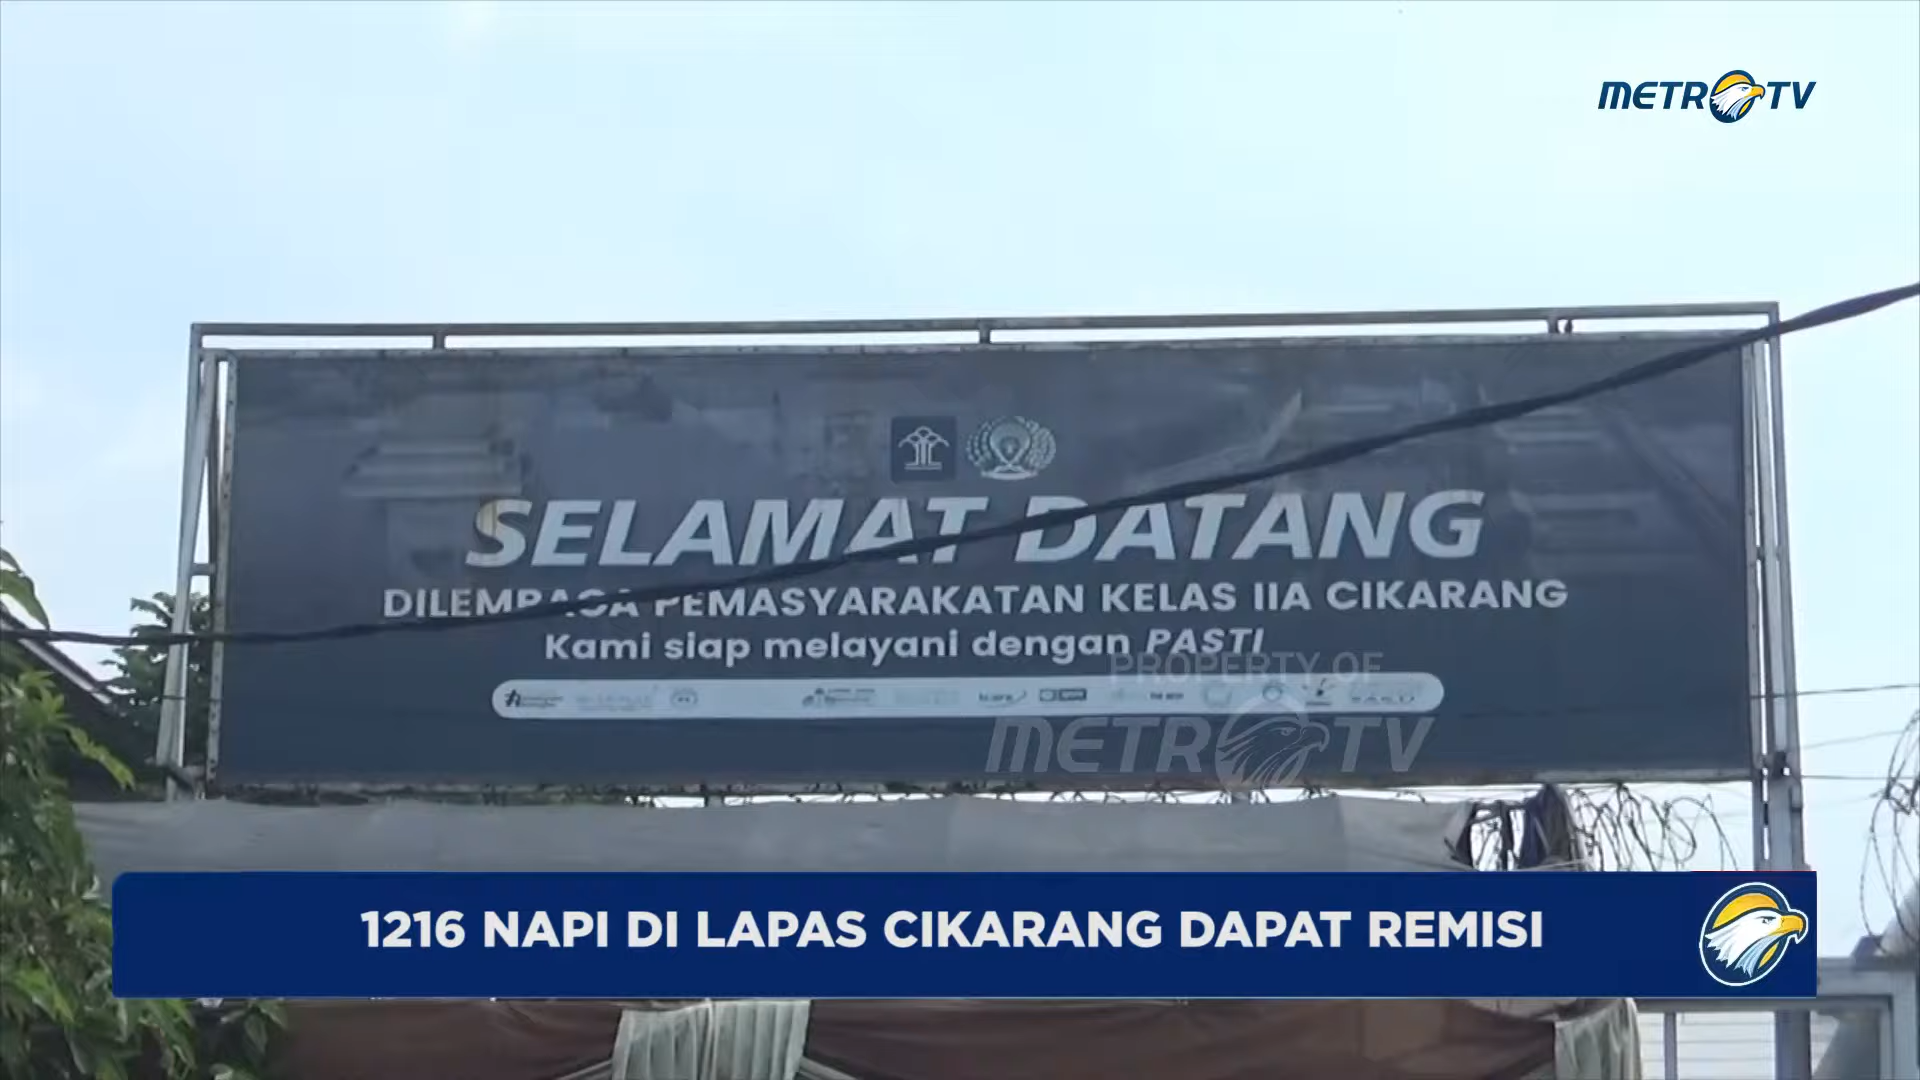 METRO TV
SELAMAT DATANG
DILEMBAGA PEMASYARAKATAN KELAS IIA CIKARANG
Kami siap melayani dengan PASTI
PROPERTY OF
METRO TV
1216 NAPI DI LAPAS CIKARANG DAPAT REMISI